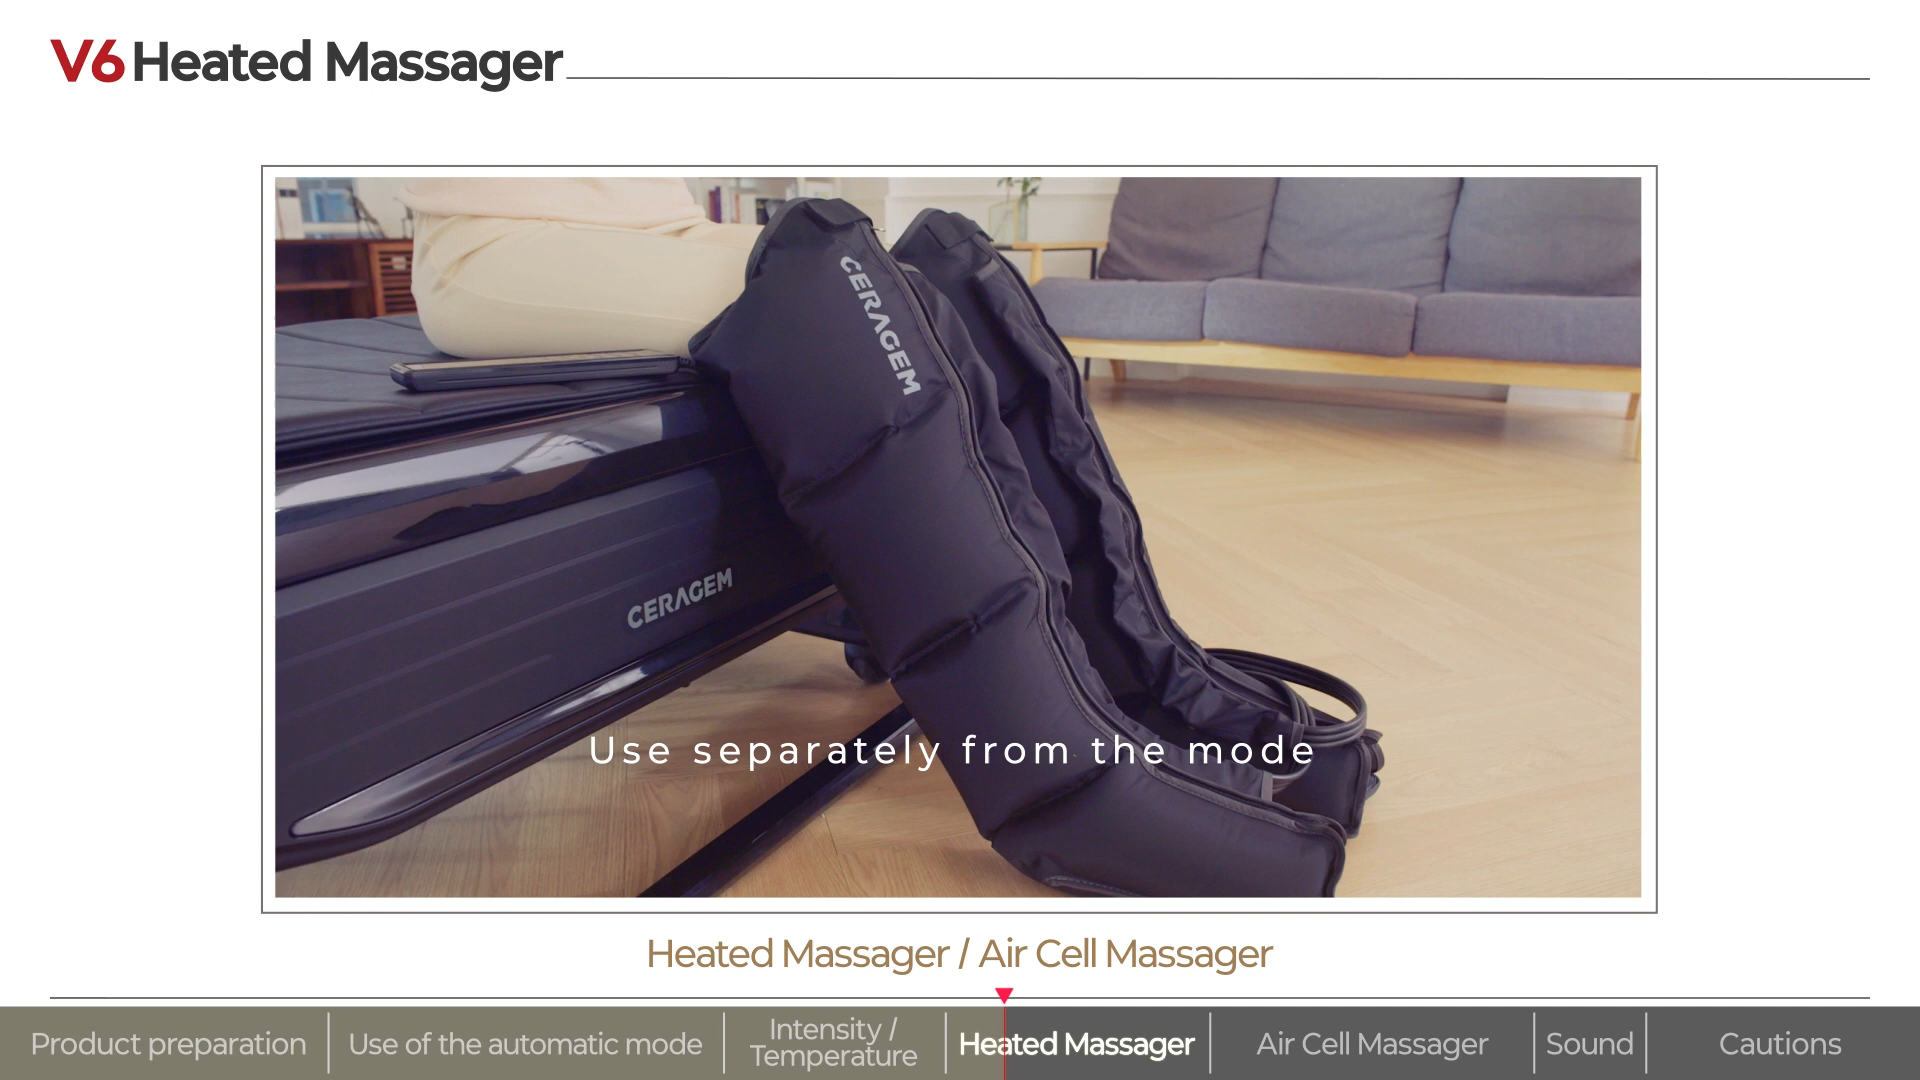 V6 Heated Massager
CERAGEM
CERAGEM
Use separately from the mode
Heated Massager / Air Cell Massager
Product preparation
Use of the automatic mode
Intensity /
Temperature
Heated Massager
Air Cell Massager
Sound
Cautions